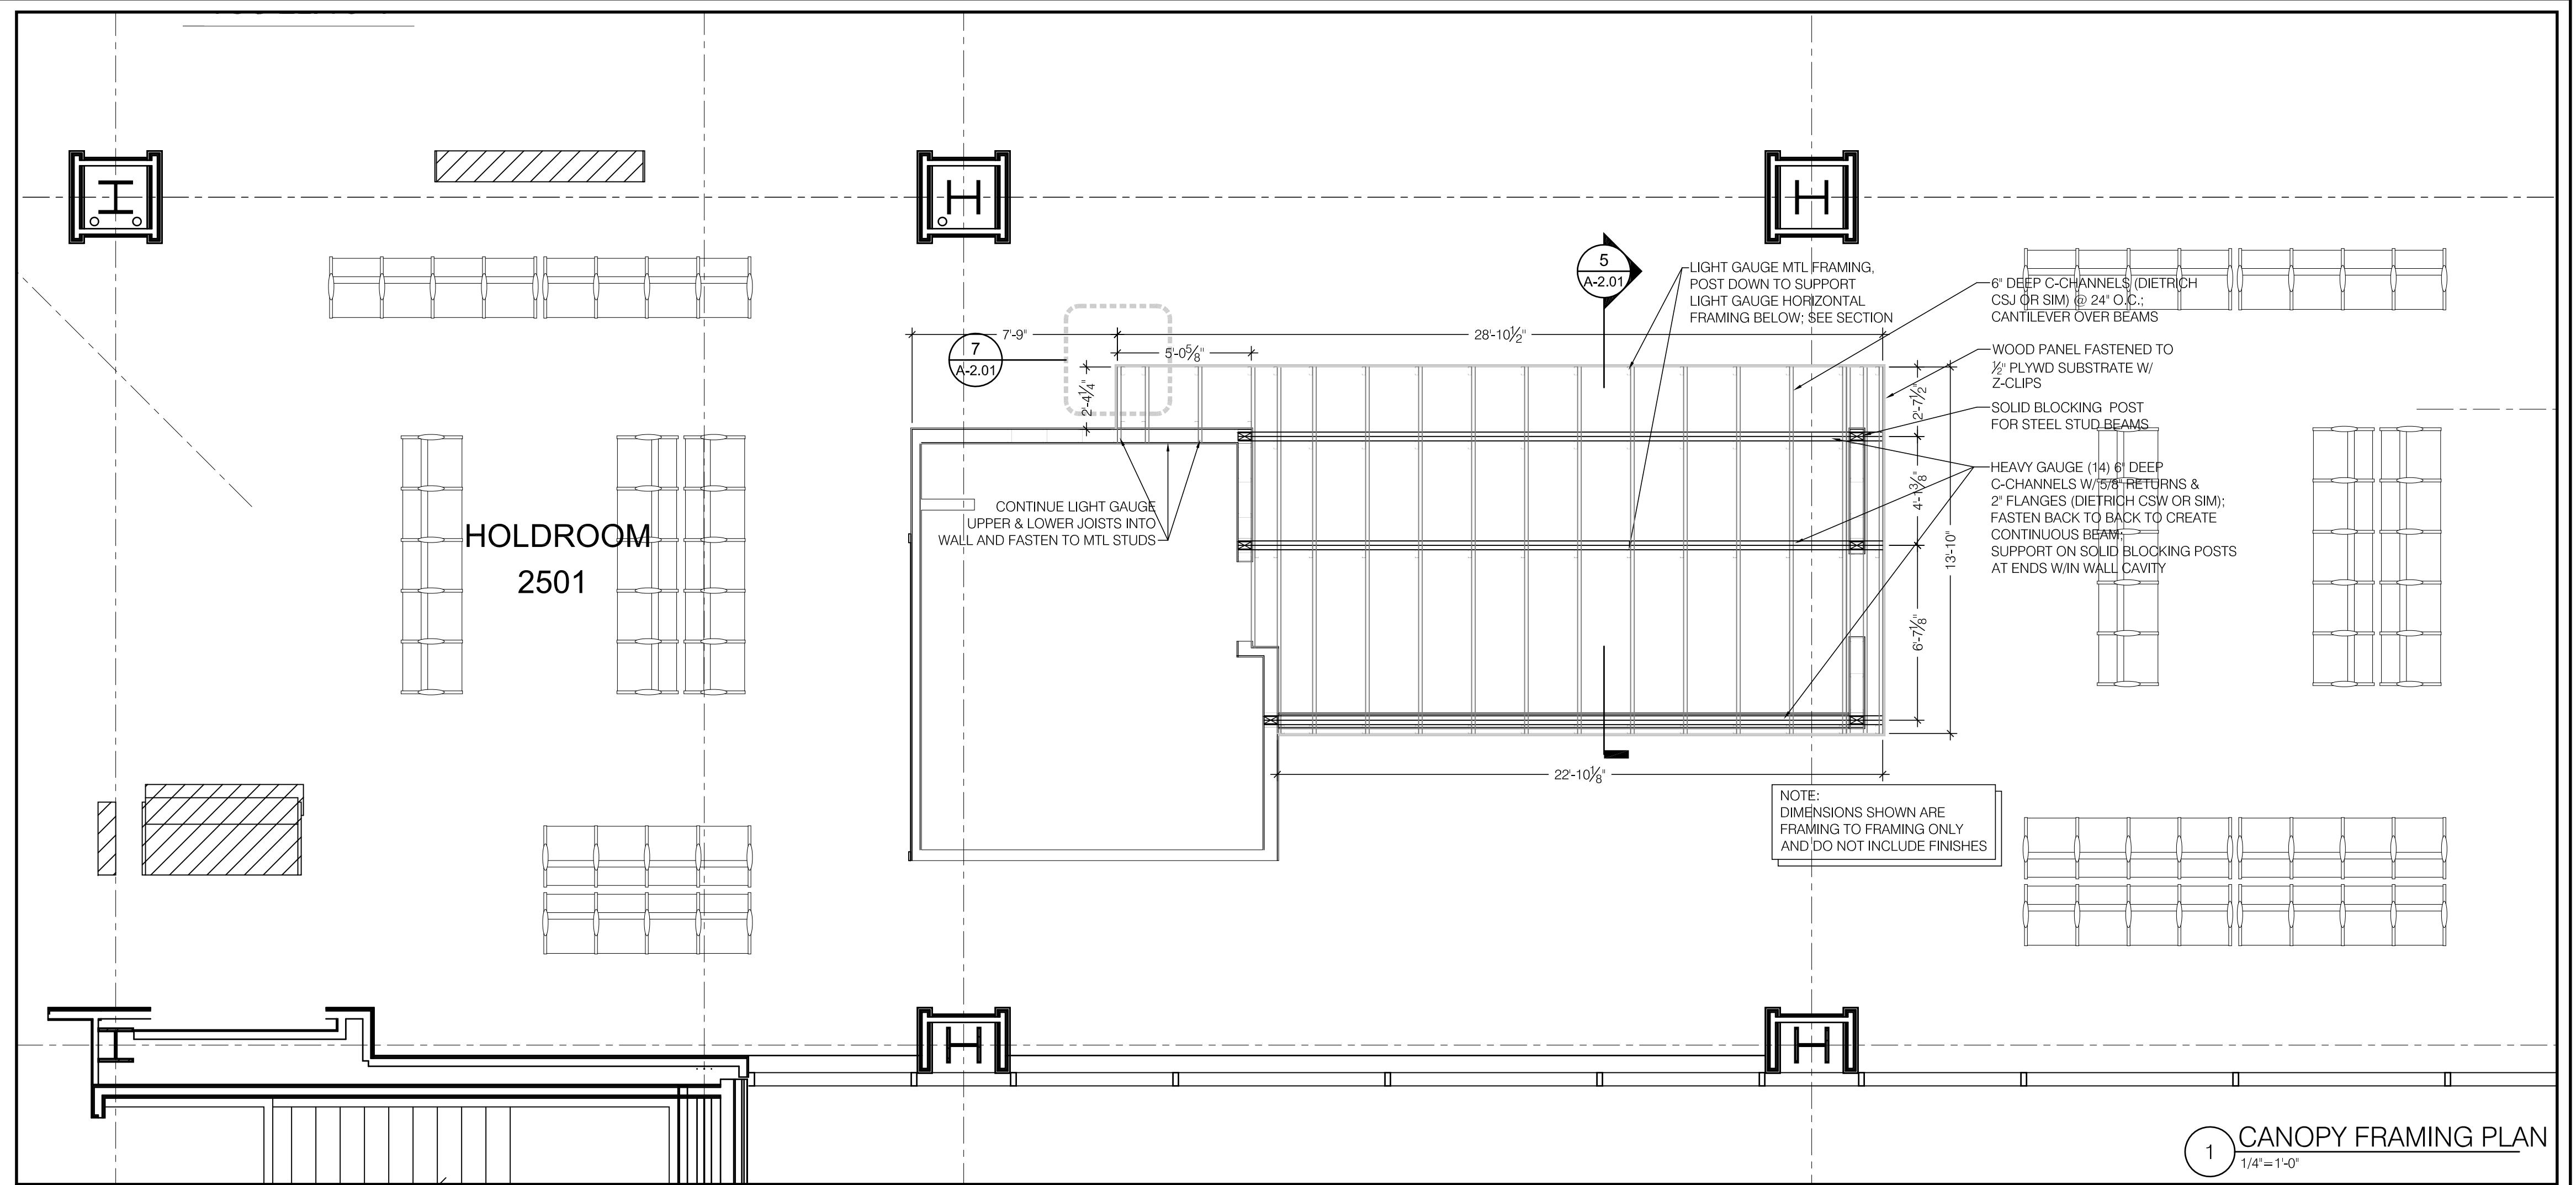 5
A-2.01
LIGHT GAUGE MTL FRAMING,
POST DOWN TO SUPPORT
LIGHT GAUGE HORIZONTAL
FRAMING BELOW; SEE SECTION
6" DEEP C-CHANNELS (DIETRICH
CSJ OR SIM) @ 24" O.C.;
CANTILEVER OVER BEAMS
7'-9"
28'-10½"
7
A-2.01
5'-0⅝"
2'-4¼"
2'-7½"
WOOD PANEL FASTENED TO
½" PLYWD SUBSTRATE W/
Z-CLIPS
SOLID BLOCKING POST
FOR STEEL STUD BEAMS
4'-1⅜"
13'-10"
HEAVY GAUGE (14) 6" DEEP
C-CHANNELS W/ 5/8" RETURNS &
2" FLANGES (DIETRICH CSW OR SIM);
FASTEN BACK TO BACK TO CREATE
CONTINUOUS BEAM;
SUPPORT ON SOLID BLOCKING POSTS
AT ENDS W/IN WALL CAVITY
CONTINUE LIGHT GAUGE
UPPER & LOWER JOISTS INTO
WALL AND FASTEN TO MTL STUDS
HOLDROOM
2501
6'-7⅛"
22'-10⅛"
NOTE:
DIMENSIONS SHOWN ARE
FRAMING TO FRAMING ONLY
AND DO NOT INCLUDE FINISHES
1
CANOPY FRAMING PLAN
1/4"=1'-0"